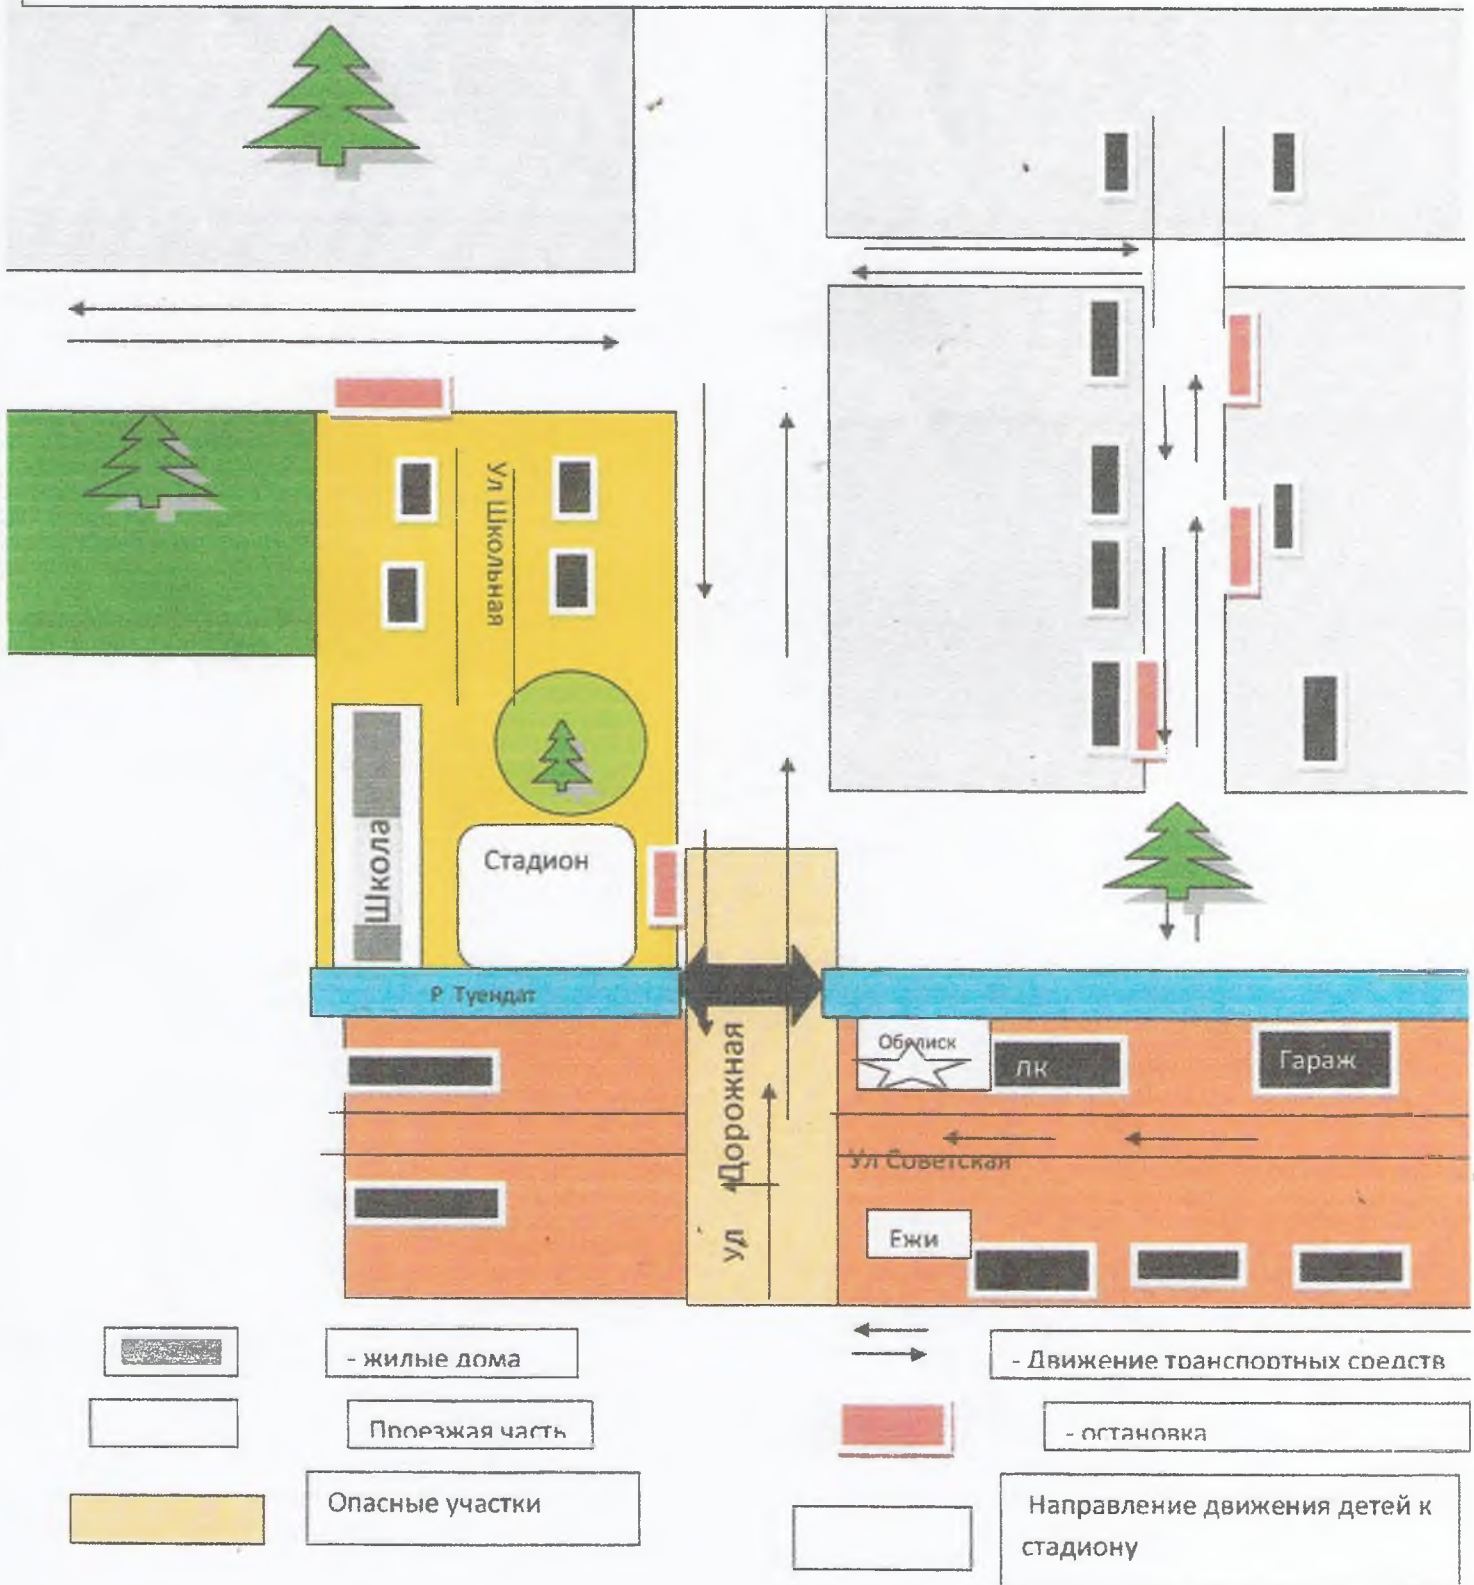 Ул Школьная
Школа
Стадион
Р Туендат
Ул Дорожная
Обелиск
ЛК
Гараж
Ул Советская
Ежи
- жилые дома
- Движение транспортных средств
Проезжая часть
- остановка
Опасные участки
Направление движения детей к
стадиону